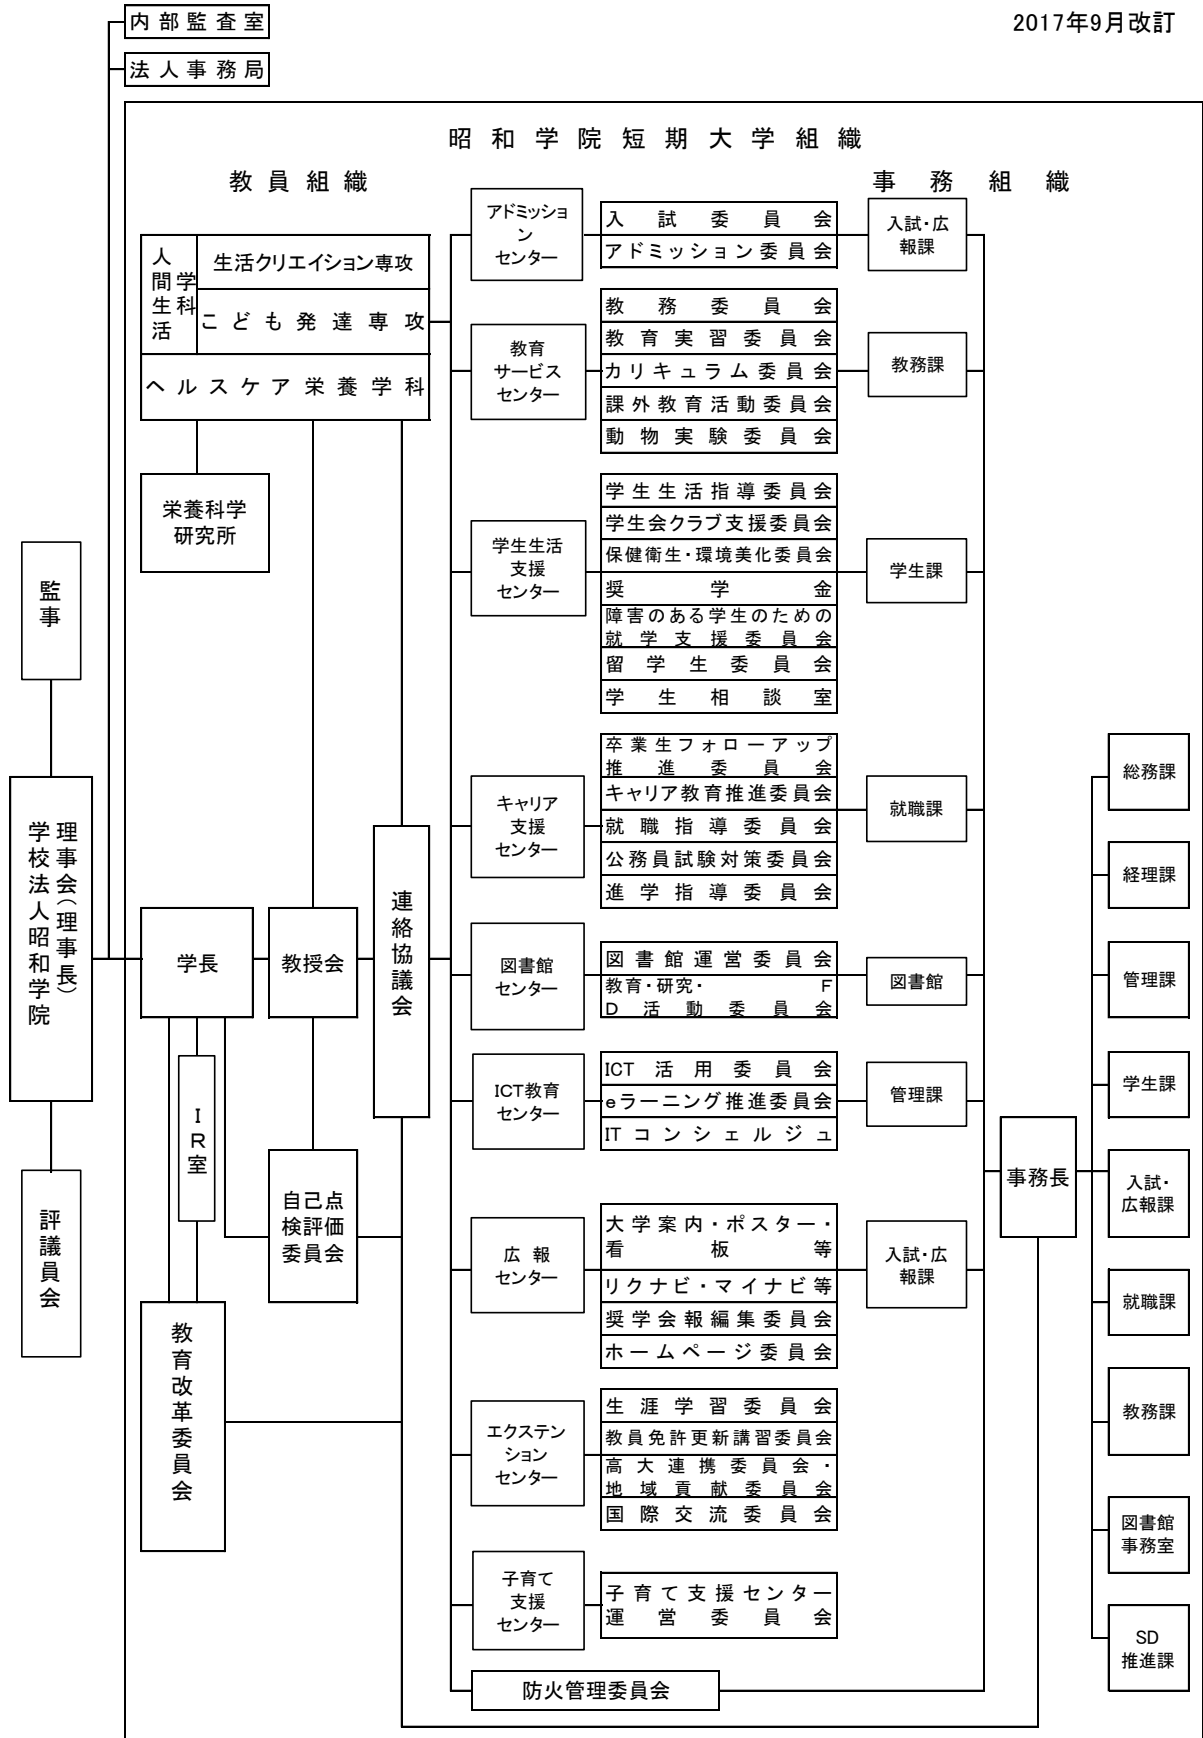 内部監査室
2017年9月改訂
法人事務局
昭和学院短期大学組織
教員組織
事務組織
人間生活
学科
生活クリエイション専攻
こども発達専攻
ヘルスケア栄養学科
栄養科学
研究所
監事
学校法人昭和学院
理事会(理事長)
評議員会
学長
教授会
連絡協議会
IR室
自己点
検評価
委員会
教育改革委員会
アドミッショ
ン
センター
入試委員会
アドミッション委員会
入試・広
報課
教育
サービス
センター
教務委員会
教育実習委員会
カリキュラム委員会
課外教育活動委員会
動物実験委員会
教務課
学生生活
支援
センター
学生生活指導委員会
学生会クラブ支援委員会
保健衛生・環境美化委員会
奨学金
障害のある学生のための
就学支援委員会
留学生委員会
学生相談室
学生課
キャリア
支援
センター
卒業生フォローアップ
推進委員会
キャリア教育推進委員会
就職指導委員会
公務員試験対策委員会
進学指導委員会
就職課
図書館
センター
図書館運営委員会
教育・研究・F
D活動委員会
図書館
ICT教育
センター
ICT活用委員会
eラーニング推進委員会
ITコンシェルジュ
管理課
広報
センター
大学案内・ポスター・
看板等
リクナビ・マイナビ等
奨学会報編集委員会
ホームページ委員会
入試・広
報課
エクステン
ション
センター
生涯学習委員会
教員免許更新講習委員会
高大連携委員会・
地域貢献委員会
国際交流委員会
子育て
支援
センター
子育て支援センター
運営委員会
防火管理委員会
事務長
総務課
経理課
管理課
学生課
入試・
広報課
就職課
教務課
図書館
事務室
SD
推進課